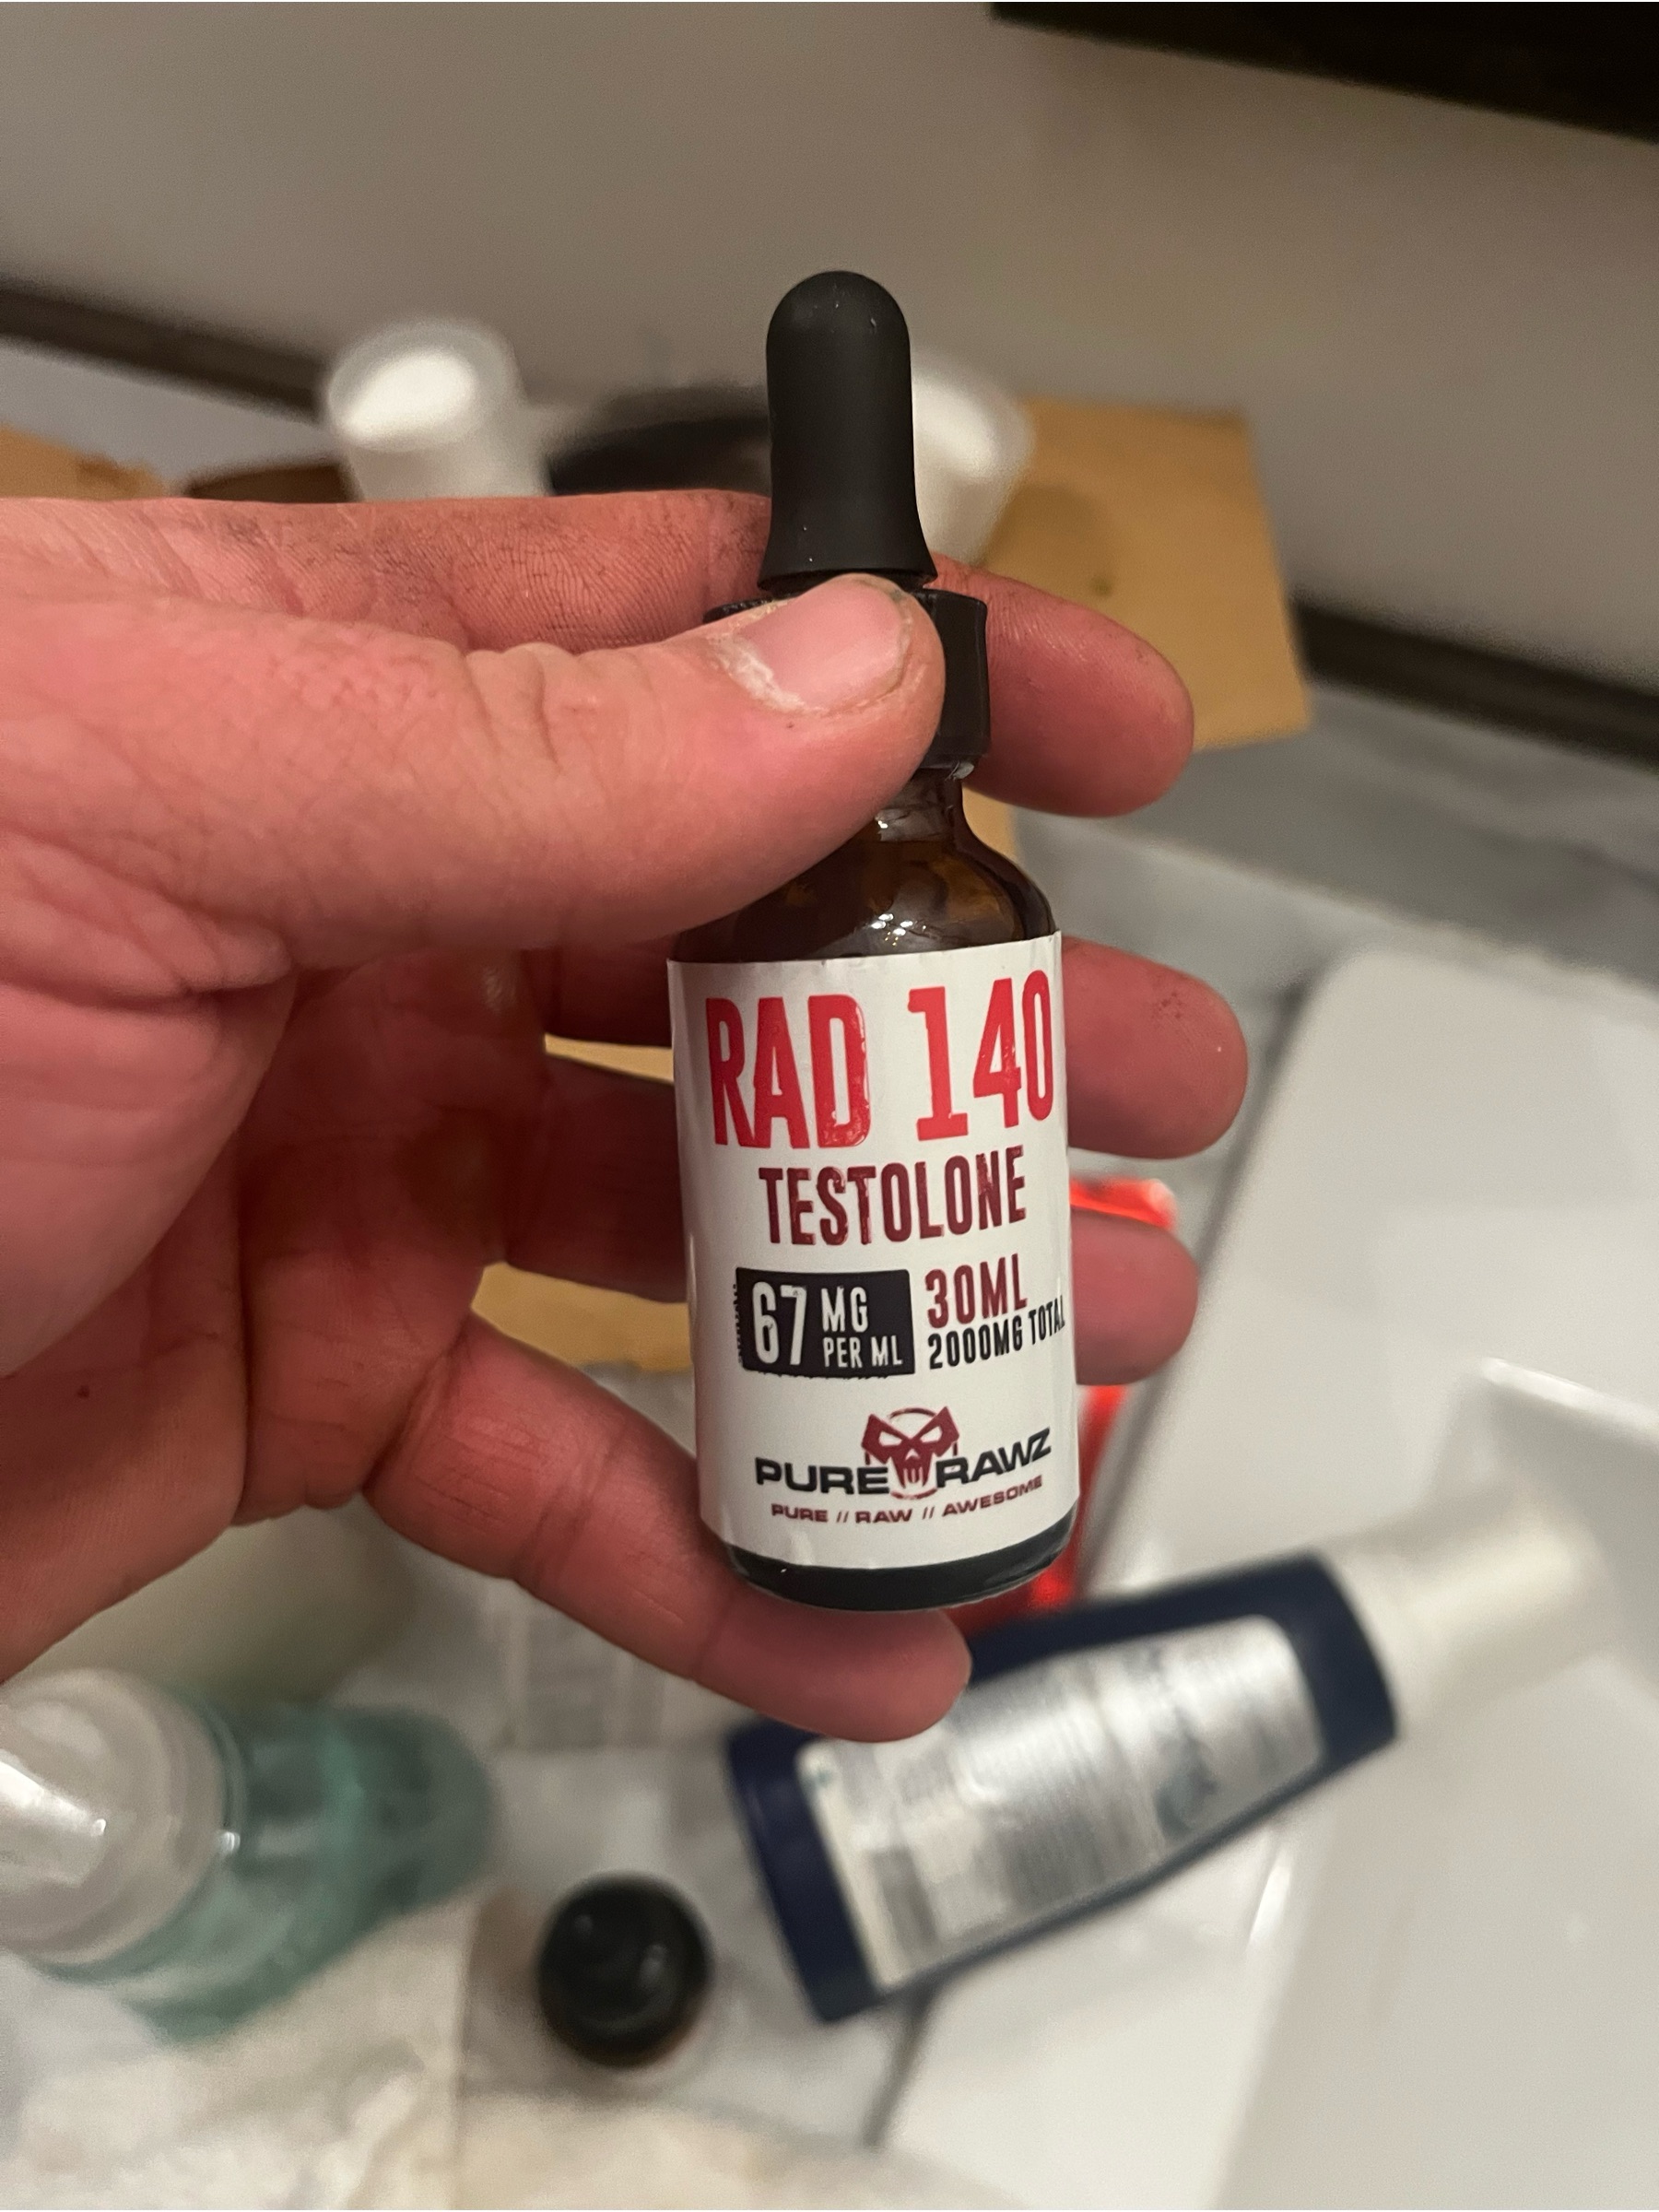 RAD 140
TESTOLONE
67 MG PER ML
30ML
2000MG TOTAL
PURE RAWZ
PURE // RAW // AWESOME